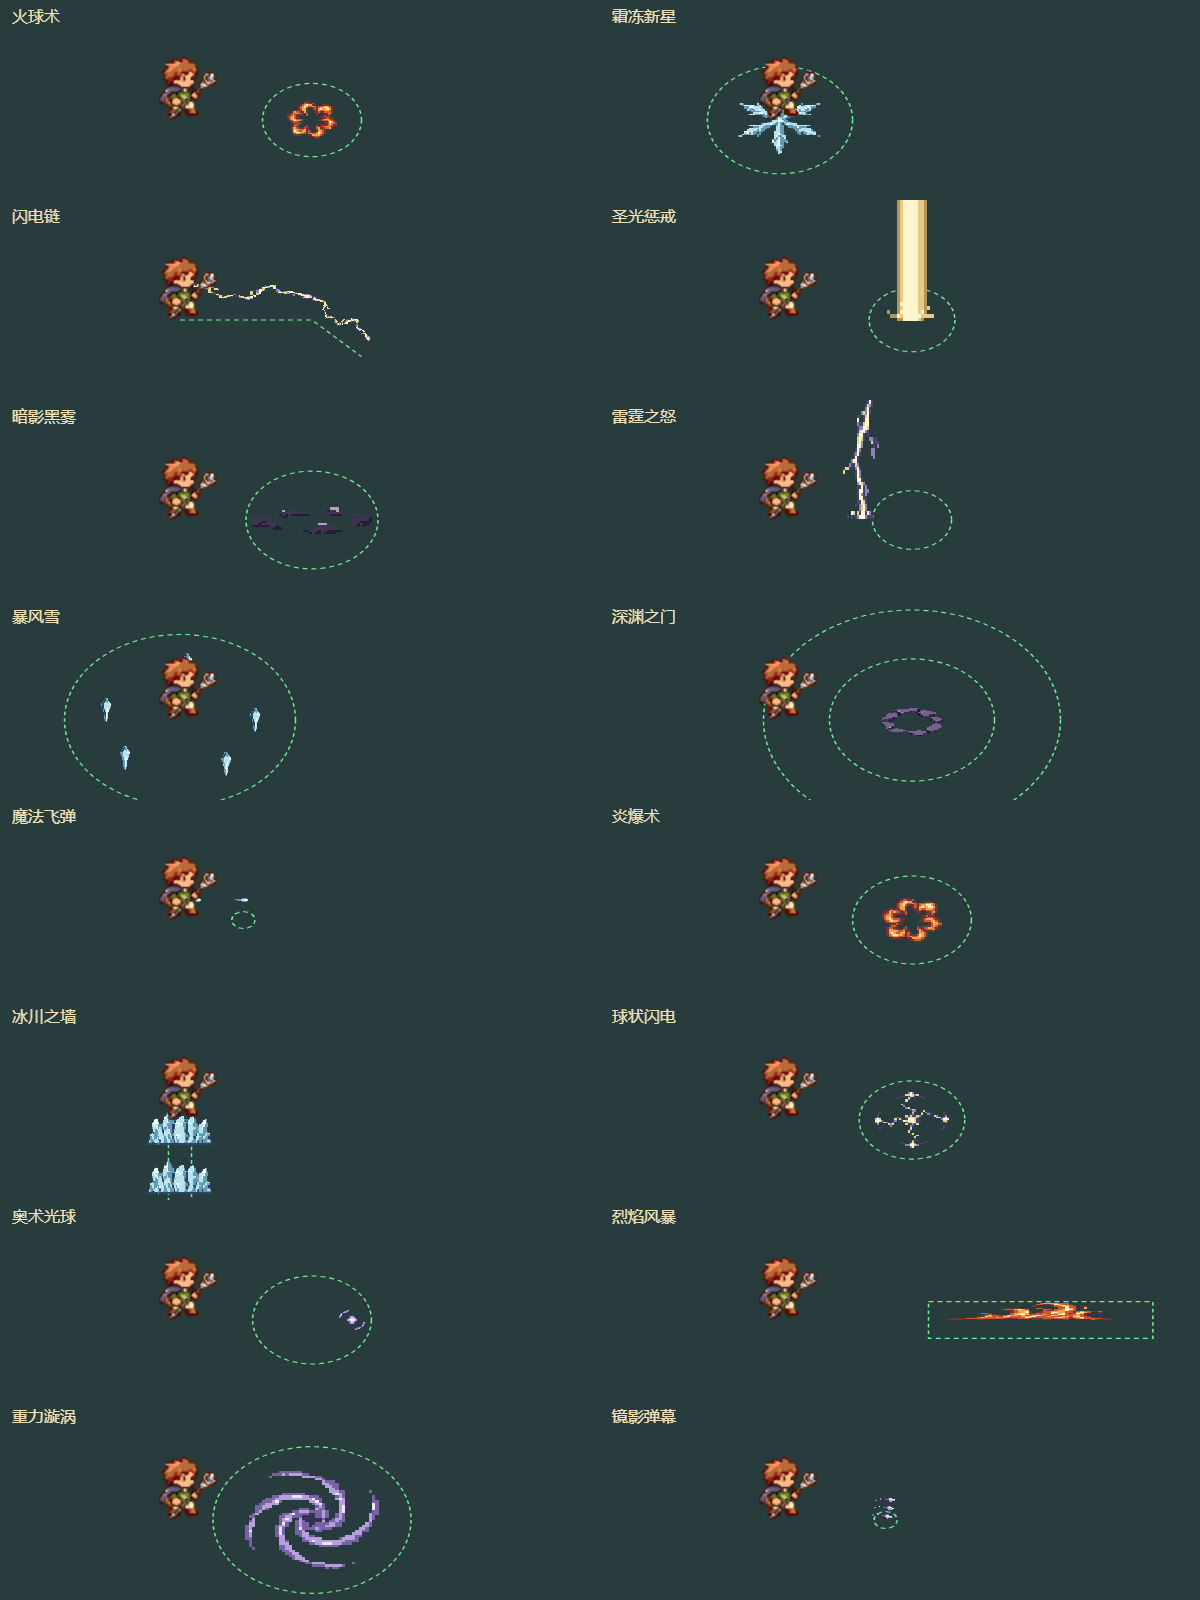 火球术
霜冻新星
闪电链
圣光惩戒
暗影黑雾
雷霆之怒
暴风雪
深渊之门
魔法飞弹
炎爆术
冰川之墙
球状闪电
奥术光球
烈焰风暴
重力漩涡
镜影弹幕